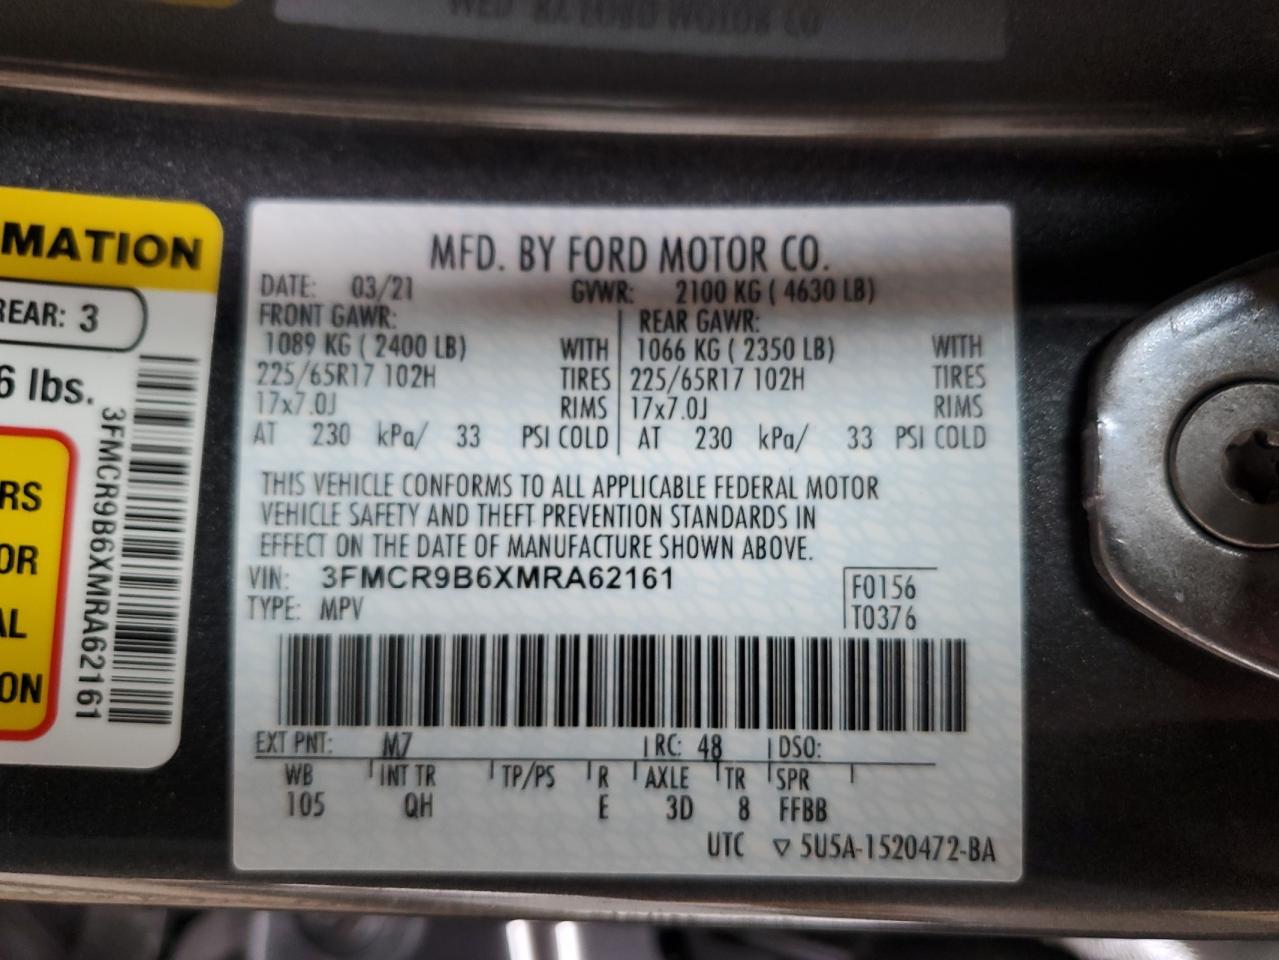 MATION
REAR: 3
6 lbs.
3FMCR9B6XMRA62161
RS
OR
AL
ON
MFD. BY FORD MOTOR CO.
DATE: 03/21 GVWR: 2100 KG ( 4630 LB)
FRONT GAWR: REAR GAWR:
1089 KG ( 2400 LB) WITH 1066 KG ( 2350 LB) WITH
225/65R17 102H TIRES 225/65R17 102H TIRES
17x7.0J RIMS 17x7.0J RIMS
AT 230 kPa/ 33 PSI COLD AT 230 kPa/ 33 PSI COLD
THIS VEHICLE CONFORMS TO ALL APPLICABLE FEDERAL MOTOR
VEHICLE SAFETY AND THEFT PREVENTION STANDARDS IN
EFFECT ON THE DATE OF MANUFACTURE SHOWN ABOVE.
VIN: 3FMCR9B6XMRA62161 F0156
TYPE: MPV T0376
EXT PNT: M7 RC: 48 DSO:
WB INT TR TP/PS R AXLE TR SPR
105 QH E 3D 8 FFBB
UTC ▽ 5U5A-1520472-BA